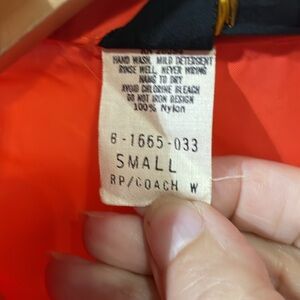 HAND WASH, MILD DETERGENT
RINSE WELL, NEVER WRING
HANG TO DRY
AVOID CHLORINE BLEACH
DO NOT IRON DESIGN
100% Nylon
B-1665-033
SMALL
RP/COACH W